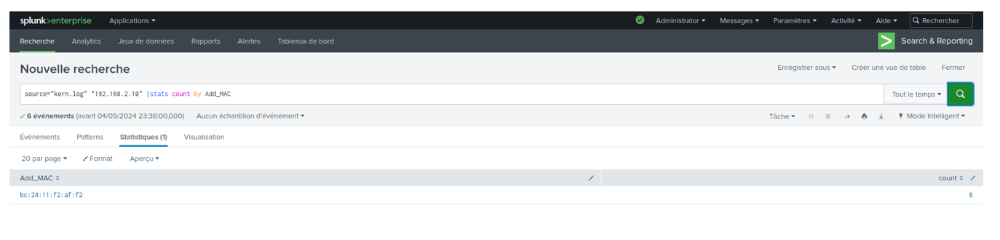 splunk>enterprise Applications Administrator Messages Paramètres Activité Aide Rechercher
Recherche Analytics Jeux de données Rapports Alertes Tableaux de bord Search & Reporting
Nouvelle recherche Enregistrer sous Créer une vue de table Fermer
source="kern.log" "192.168.2.10" |stats count by Add_MAC Tout le temps
6 événements (avant 04/09/2024 23:38:00,000) Aucun échantillon d'événement Tâche Mode Intelligent
Événements Patterns Statistiques (1) Visualisation
20 par page Format Aperçu
Add_MAC count
bc:24:11:f2:af:f2 6